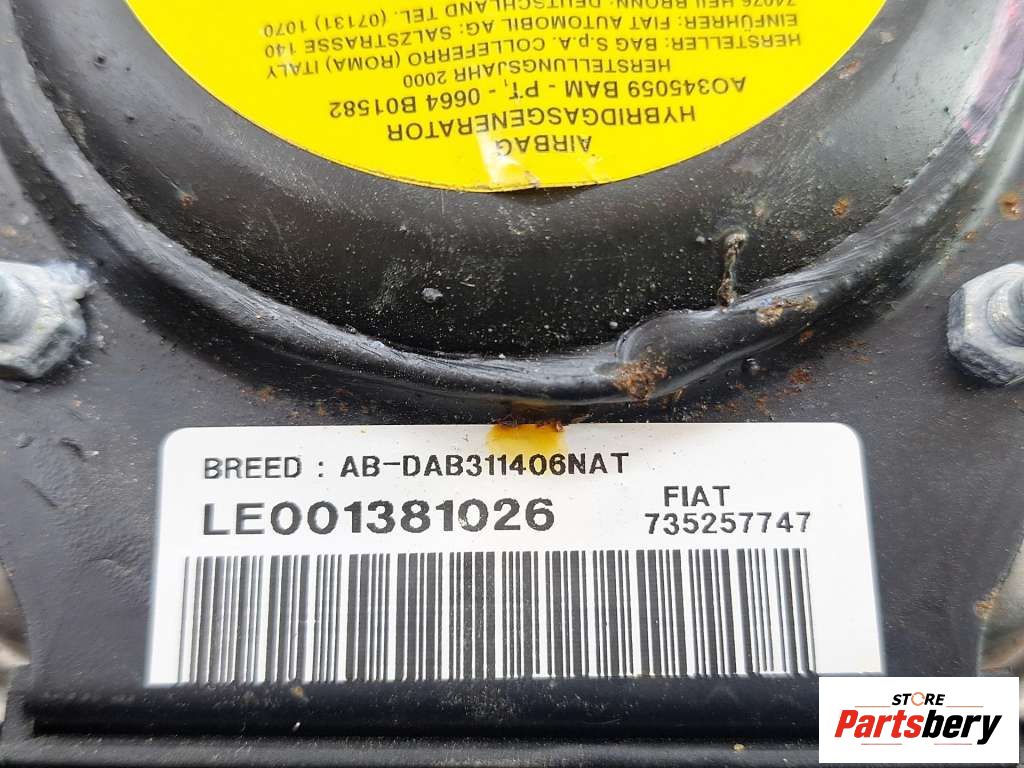 AIRBAG
HYBRIDGASGENERATOR
AO345059 BAM - PT₁ - 0664 B01582
HERSTELLUNGSJAHR 2000
HERSTELLER: BAG S.p.A. COLLEFERRO (ROMA) ITALY
EINFÜHRER: FIAT AUTOMOBIL AG: SALZSTRASSE 140
74076 HEILBRONN: DEUTSCHLAND TEL. (07131) 1070
BREED : AB-DAB311406NAT
LE001381026
FIAT
735257747
STORE
Partsbery